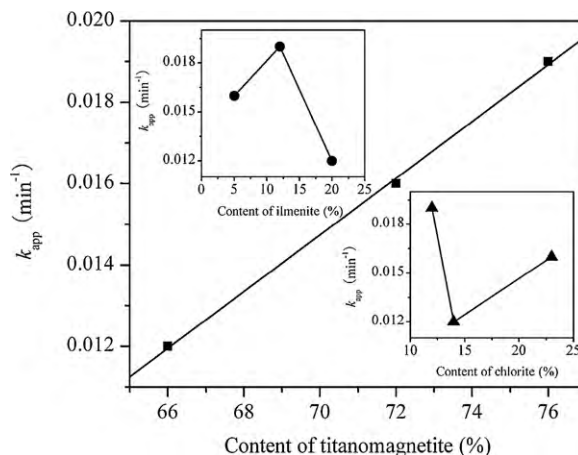 0.020
0.018
0.016
0.014
0.012
k_app (min⁻¹)
66 68 70 72 74 76
Content of titanomagnetite (%)
0.018
0.015
0.012
k_app (min⁻¹)
0 5 10 15 20 25
Content of ilmenite (%)
0.018
0.015
0.012
k_app (min⁻¹)
10 15 20 25
Content of chlorite (%)